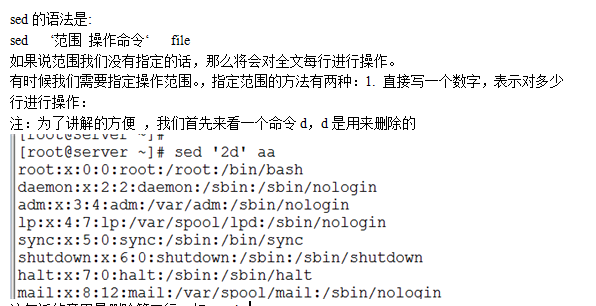 sed 的语法是:
sed ‘范围 操作命令‘ file
如果说范围我们没有指定的话，那么将会对全文每行进行操作。
有时候我们需要指定操作范围。，指定范围的方法有两种：1. 直接写一个数字，表示对多少
行进行操作：
注：为了讲解的方便 ，我们首先来看一个命令 d，d 是用来删除的
[root@server ~]#
[root@server ~]# sed '2d' aa
root:x:0:0:root:/root:/bin/bash
daemon:x:2:2:daemon:/sbin:/sbin/nologin
adm:x:3:4:adm:/var/adm:/sbin/nologin
lp:x:4:7:lp:/var/spool/lpd:/sbin/nologin
sync:x:5:0:sync:/sbin:/bin/sync
shutdown:x:6:0:shutdown:/sbin:/sbin/shutdown
halt:x:7:0:halt:/sbin:/sbin/halt
mail:x:8:12:mail:/var/spool/mail:/sbin/nologin